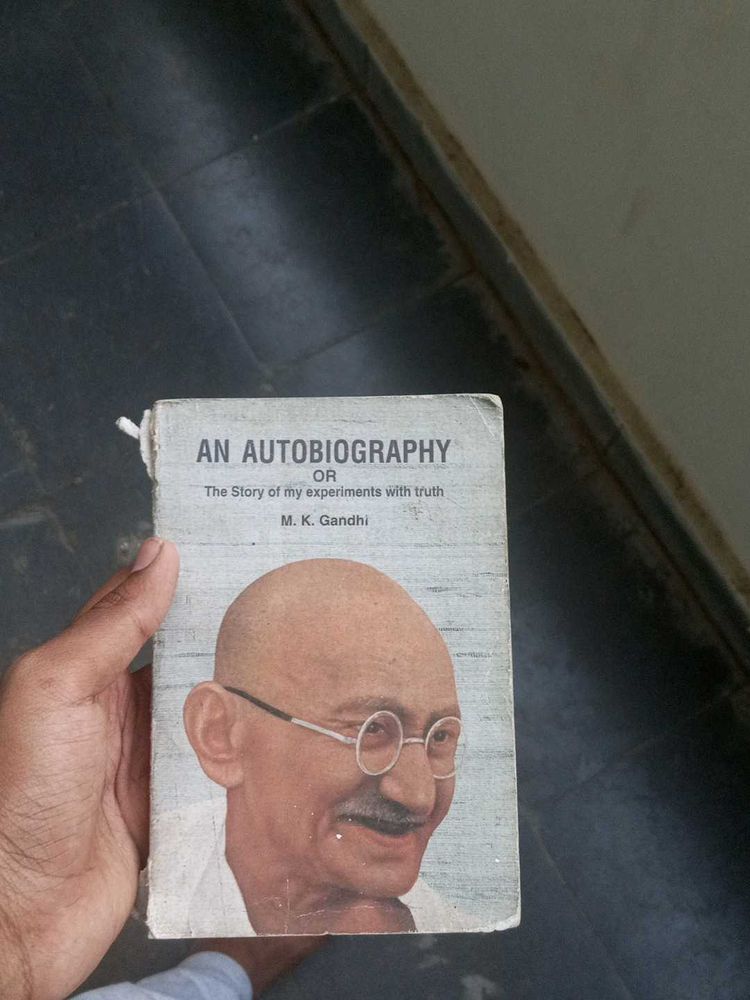 AN AUTOBIOGRAPHY
OR
The Story of my experiments with truth
M. K. Gandhi